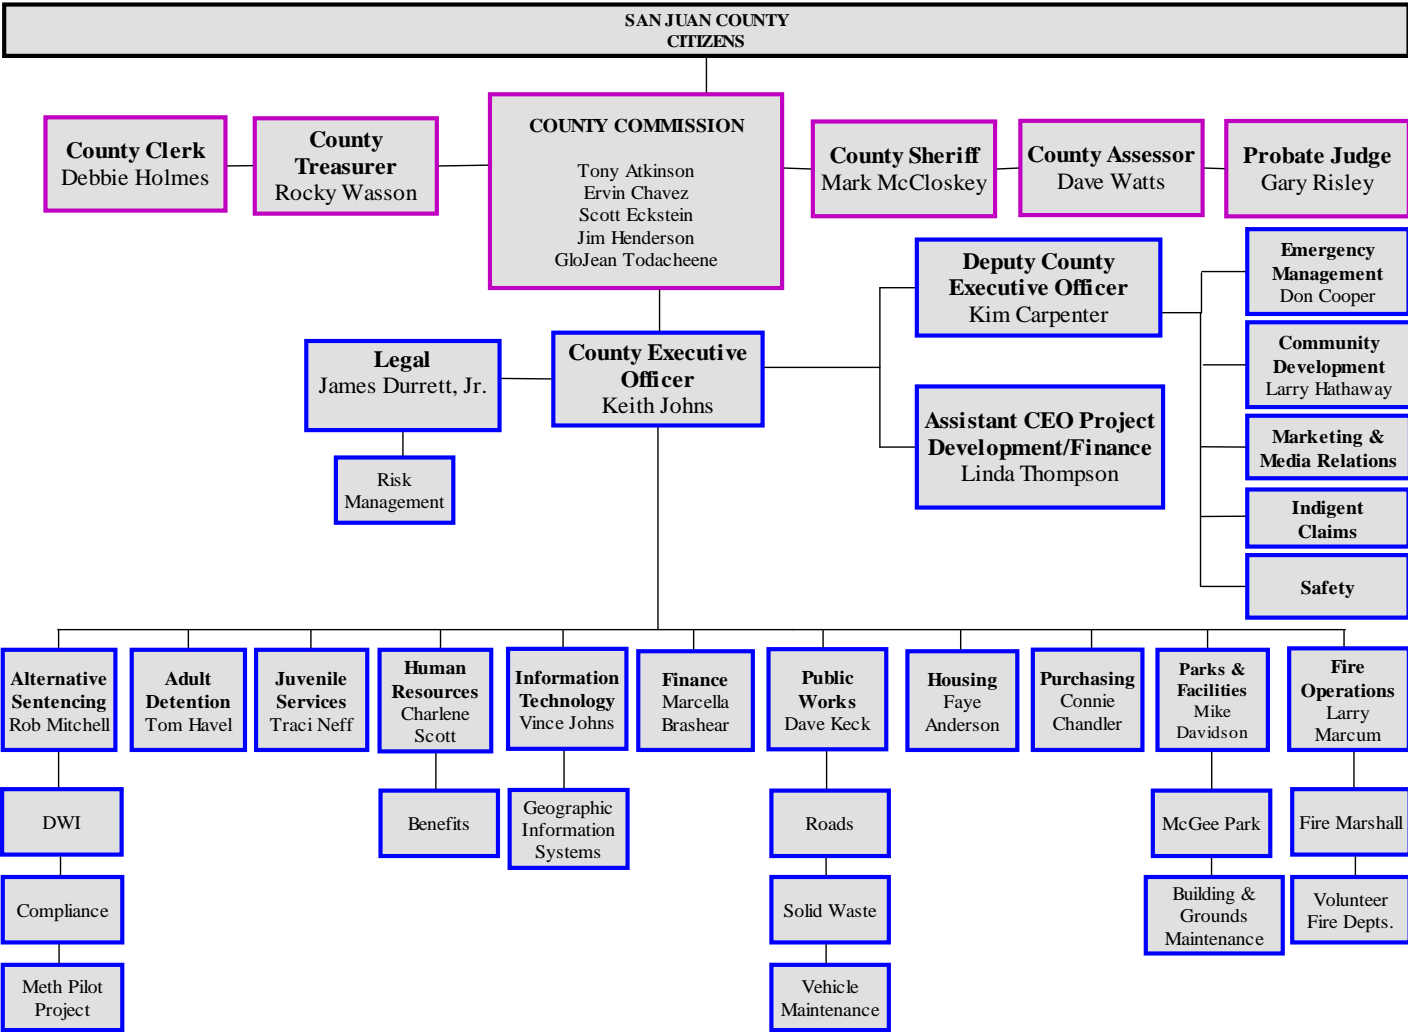 SAN JUAN COUNTY
CITIZENS
County Clerk
Debbie Holmes
County
Treasurer
Rocky Wasson
COUNTY COMMISSION
Tony Atkinson
Ervin Chavez
Scott Eckstein
Jim Henderson
GloJean Todacheene
County Sheriff
Mark McCloskey
County Assessor
Dave Watts
Probate Judge
Gary Risley
Legal
James Durrett, Jr.
Risk
Management
County Executive
Officer
Keith Johns
Deputy County
Executive Officer
Kim Carpenter
Assistant CEO Project
Development/Finance
Linda Thompson
Emergency
Management
Don Cooper
Community
Development
Larry Hathaway
Marketing &
Media Relations
Indigent
Claims
Safety
Alternative
Sentencing
Rob Mitchell
DWI
Compliance
Meth Pilot
Project
Adult
Detention
Tom Havel
Juvenile
Services
Traci Neff
Human
Resources
Charlene
Scott
Benefits
Information
Technology
Vince Johns
Geographic
Information
Systems
Finance
Marcella
Brashear
Public
Works
Dave Keck
Roads
Solid Waste
Vehicle
Maintenance
Housing
Faye
Anderson
Purchasing
Connie
Chandler
Parks &
Facilities
Mike
Davidson
McGee Park
Building &
Grounds
Maintenance
Fire
Operations
Larry
Marcum
Fire Marshall
Volunteer
Fire Depts.